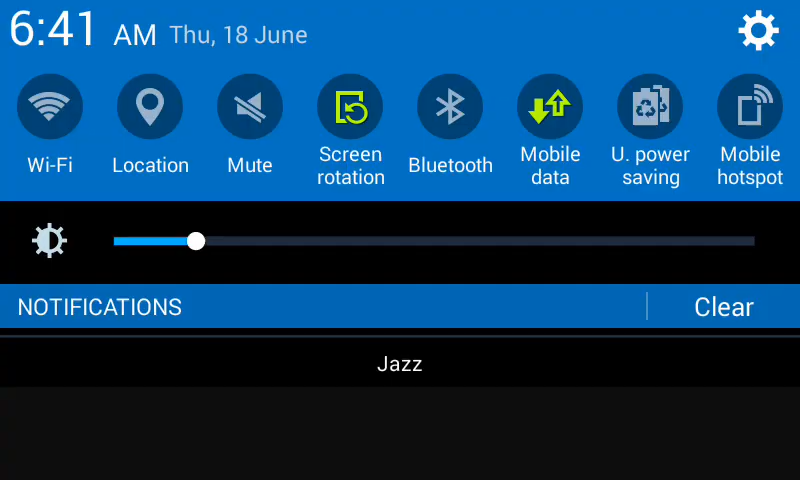 6:41 AM Thu, 18 June
Wi-Fi
Location
Mute
Screen
rotation
Bluetooth
Mobile
data
U. power
saving
Mobile
hotspot
NOTIFICATIONS
Clear
Jazz